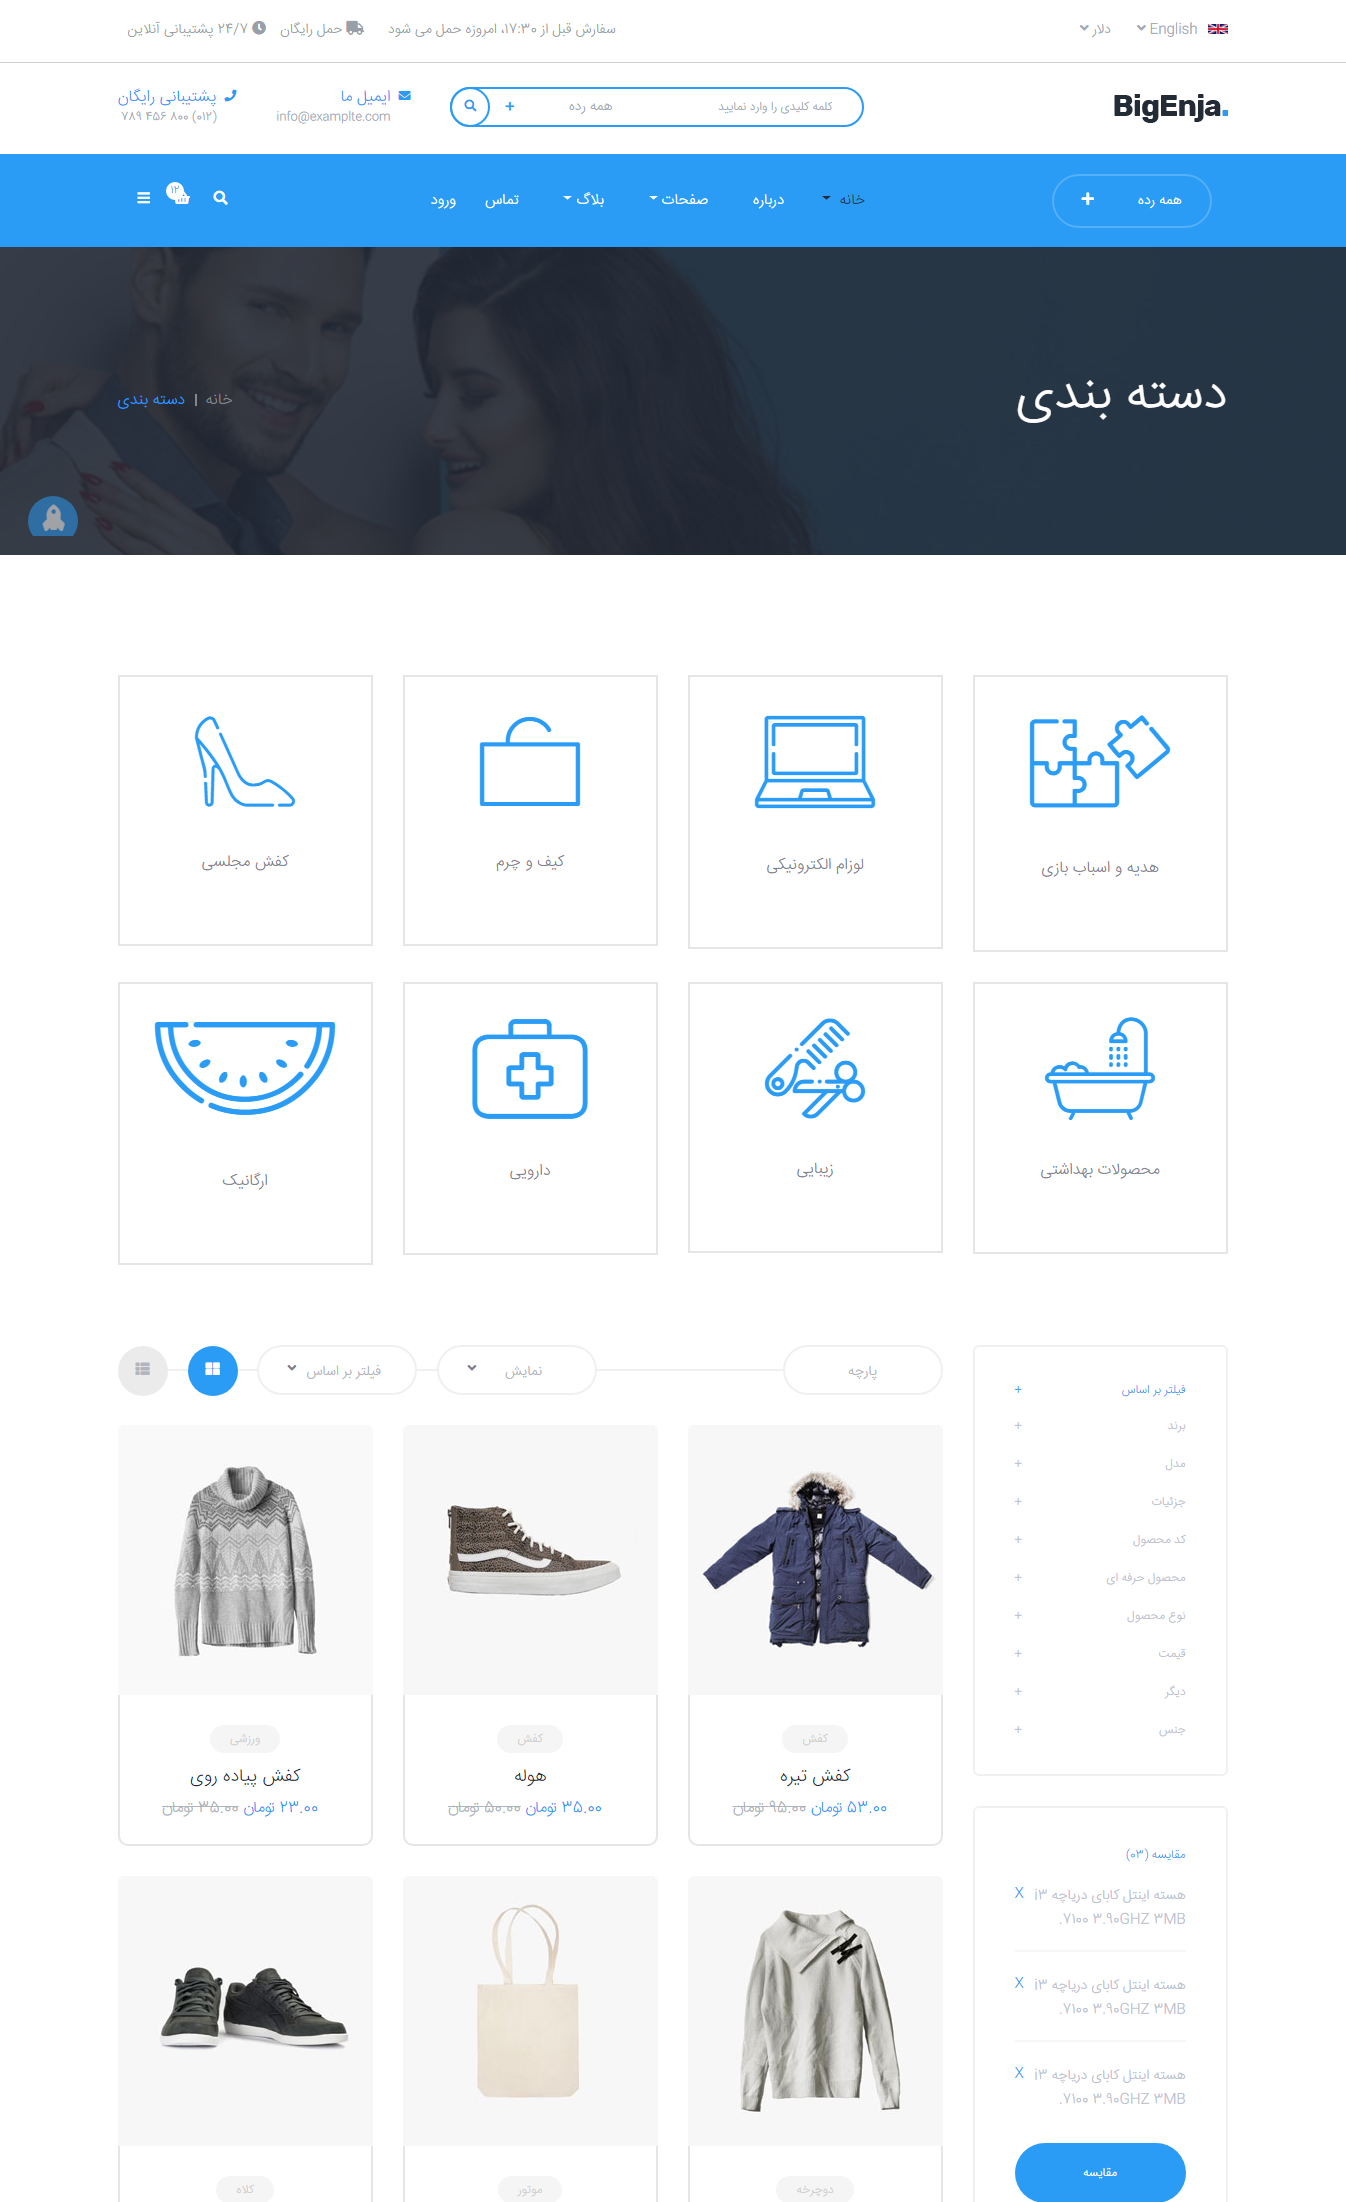 English دلار سفارش قبل از ۱۷:۳۰، امروزه حمل می شود حمل رایگان ۲۴/۷ پشتیبانی آنلاین
BigEnja.
کلمه کلیدی را وارد نمایید همه رده +
ایمیل ما
info@examplte.com
پشتیبانی رایگان
(۰۱۲) ۸۰۰ ۴۵۶ ۷۸۹
همه رده +
خانه درباره صفحات بلاگ تماس ورود ۱۲
دسته بندی
خانه | دسته بندی
هدیه و اسباب بازی
لوزام الکترونیکی
کیف و چرم
کفش مجلسی
محصولات بهداشتی
زیبایی
دارویی
ارگانیک
فیلتر بر اساس +
برند +
مدل +
جزئیات +
کد محصول +
محصول حرفه ای +
نوع محصول +
قیمت +
دیگر +
جنس +
مقایسه (۰۳)
هسته اینتل کابای دریاچه i۳ X
۷۱۰۰ ۳.۹۰GHZ ۳MB.
هسته اینتل کابای دریاچه i۳ X
۷۱۰۰ ۳.۹۰GHZ ۳MB.
هسته اینتل کابای دریاچه i۳ X
۷۱۰۰ ۳.۹۰GHZ ۳MB.
مقایسه
پارچه نمایش فیلتر بر اساس
کفش
کفش تیره
۵۳.۰۰ تومان ۹۵.۰۰ تومان
کفش
هوله
۳۵.۰۰ تومان ۵۰.۰۰ تومان
ورزشی
کفش پیاده روی
۲۳.۰۰ تومان ۳۵.۰۰ تومان
دوچرخه
موتور
کلاه